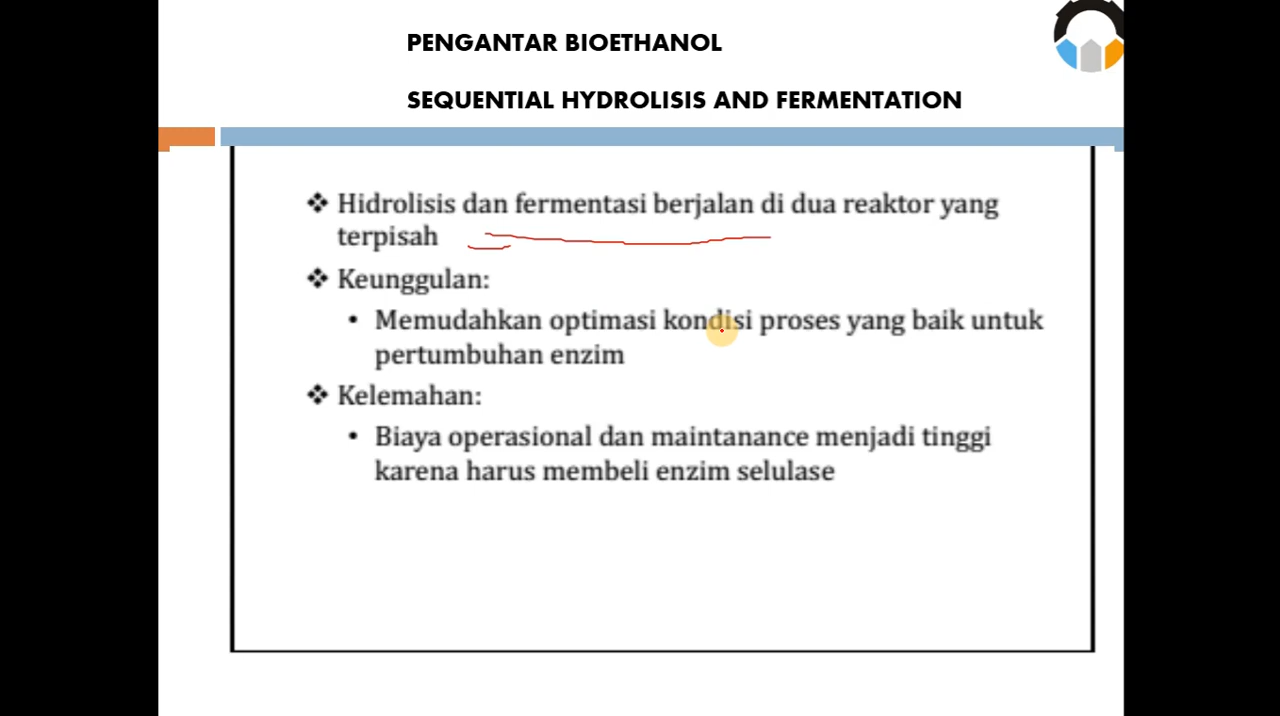 PENGANTAR BIOETHANOL
SEQUENTIAL HYDROLISIS AND FERMENTATION
❖ Hidrolisis dan fermentasi berjalan di dua reaktor yang
terpisah
❖ Keunggulan:
• Memudahkan optimasi kondisi proses yang baik untuk
pertumbuhan enzim
❖ Kelemahan:
• Biaya operasional dan maintanance menjadi tinggi
karena harus membeli enzim selulase